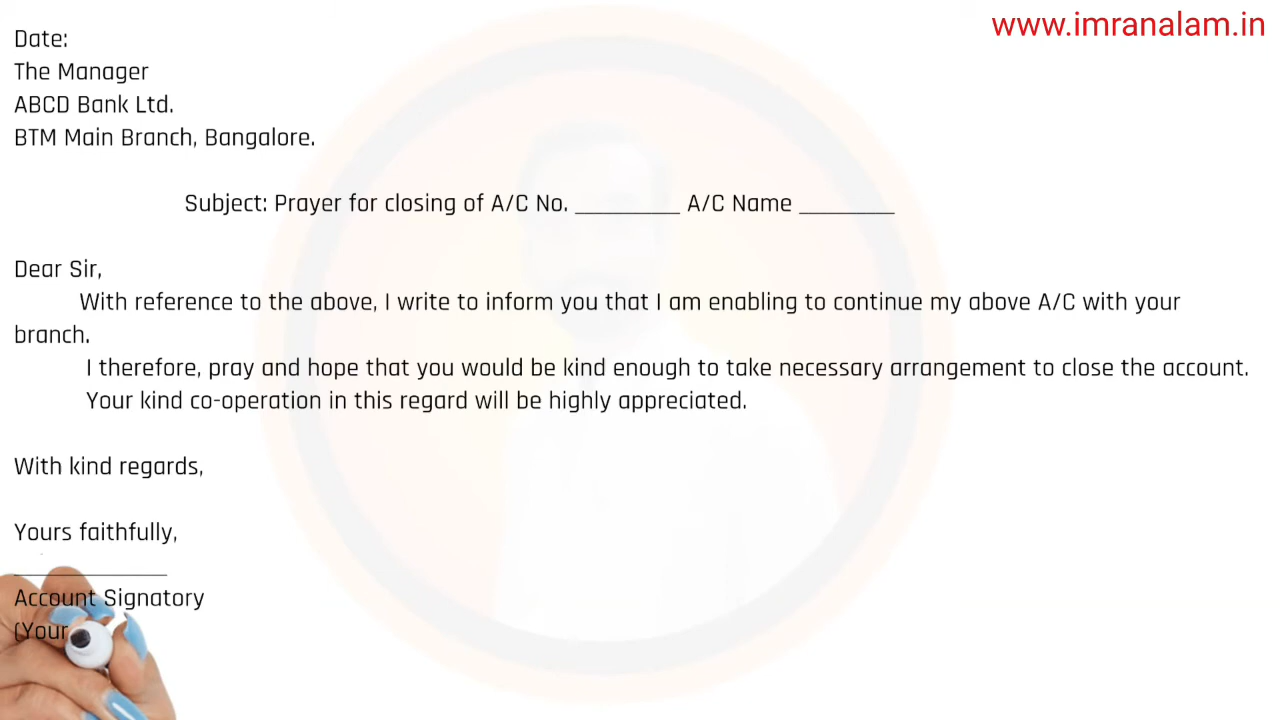 www.imranalam.in
Date:
The Manager
ABCD Bank Ltd.
BTM Main Branch, Bangalore.
Subject: Prayer for closing of A/C No. _________ A/C Name ________
Dear Sir,
With reference to the above, I write to inform you that I am enabling to continue my above A/C with your
branch.
I therefore, pray and hope that you would be kind enough to take necessary arrangement to close the account.
Your kind co-operation in this regard will be highly appreciated.
With kind regards,
Yours faithfully,
_____________
Account Signatory
(Your